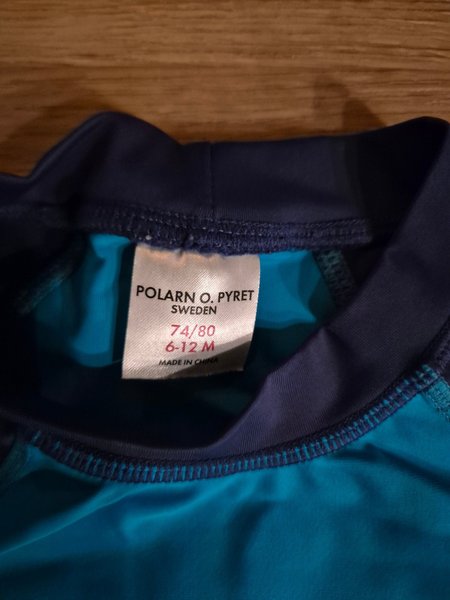 POLARN O. PYRET
SWEDEN
74/80
6-12 M
MADE IN CHINA